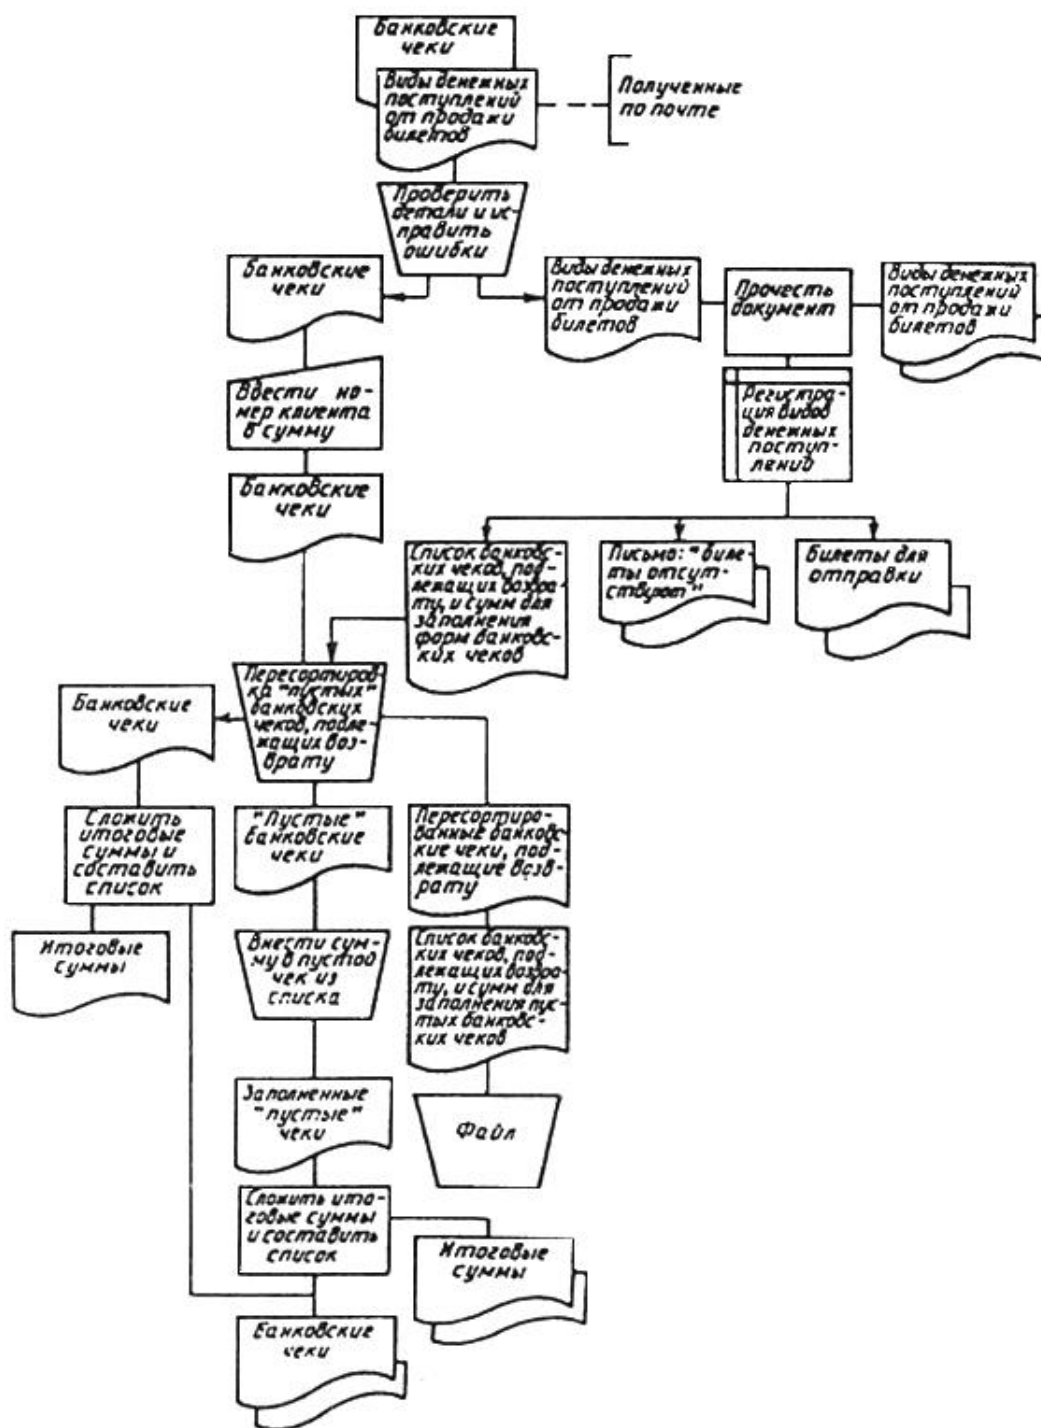 Банковские
чеки
Виды денежных
поступлений
от продажи
билетов
Полученные
по почте
Проверить
детали и ис-
править
ошибки
Банковские
чеки
Виды денежных
поступлений
от продажи
билетов
Прочесть
документ
Виды денежных
поступлений
от продажи
билетов
Ввести но-
мер клиента
в сумму
Регистра-
ция видов
денежных
поступ-
лений
Банковские
чеки
Список банковс-
ких чеков, под-
лежащих возвра-
ту, и сумм для
заполнения
форм банковс-
ких чеков
Письмо: "биле-
ты отсут-
ствуют"
Билеты для
отправки
Пересортиров-
ка "пустых"
банковских
чеков, подле-
жащих воз-
врату
Банковские
чеки
Сложить
итоговые
суммы и
составить
список
"Пустые"
банковские
чеки
Пересортиро-
ванные банковс-
кие чеки, под-
лежащие возв-
рату
Итоговые
суммы
Внести сум-
му в пустой
чек из
списка
Список банковс-
ких чеков, под-
лежащих возвра-
ту, и сумм для
заполнения пус-
тых банковс-
ких чеков
Заполненные
"пустые"
чеки
Файл
Сложить ито-
говые суммы
и составить
список
Итоговые
суммы
Банковские
чеки